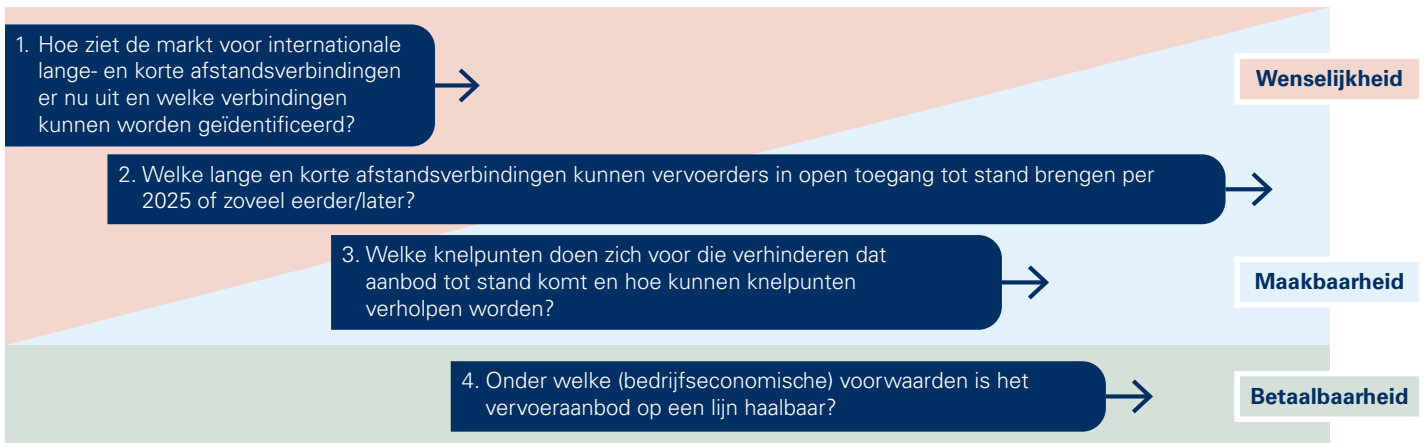 1. Hoe ziet de markt voor internationale
lange- en korte afstandsverbindingen
er nu uit en welke verbindingen
kunnen worden geïdentificeerd?
Wenselijkheid
2. Welke lange en korte afstandsverbindingen kunnen vervoerders in open toegang tot stand brengen per
2025 of zoveel eerder/later?
3. Welke knelpunten doen zich voor die verhinderen dat
aanbod tot stand komt en hoe kunnen knelpunten
verholpen worden?
Maakbaarheid
4. Onder welke (bedrijfseconomische) voorwaarden is het
vervoeraanbod op een lijn haalbaar?
Betaalbaarheid